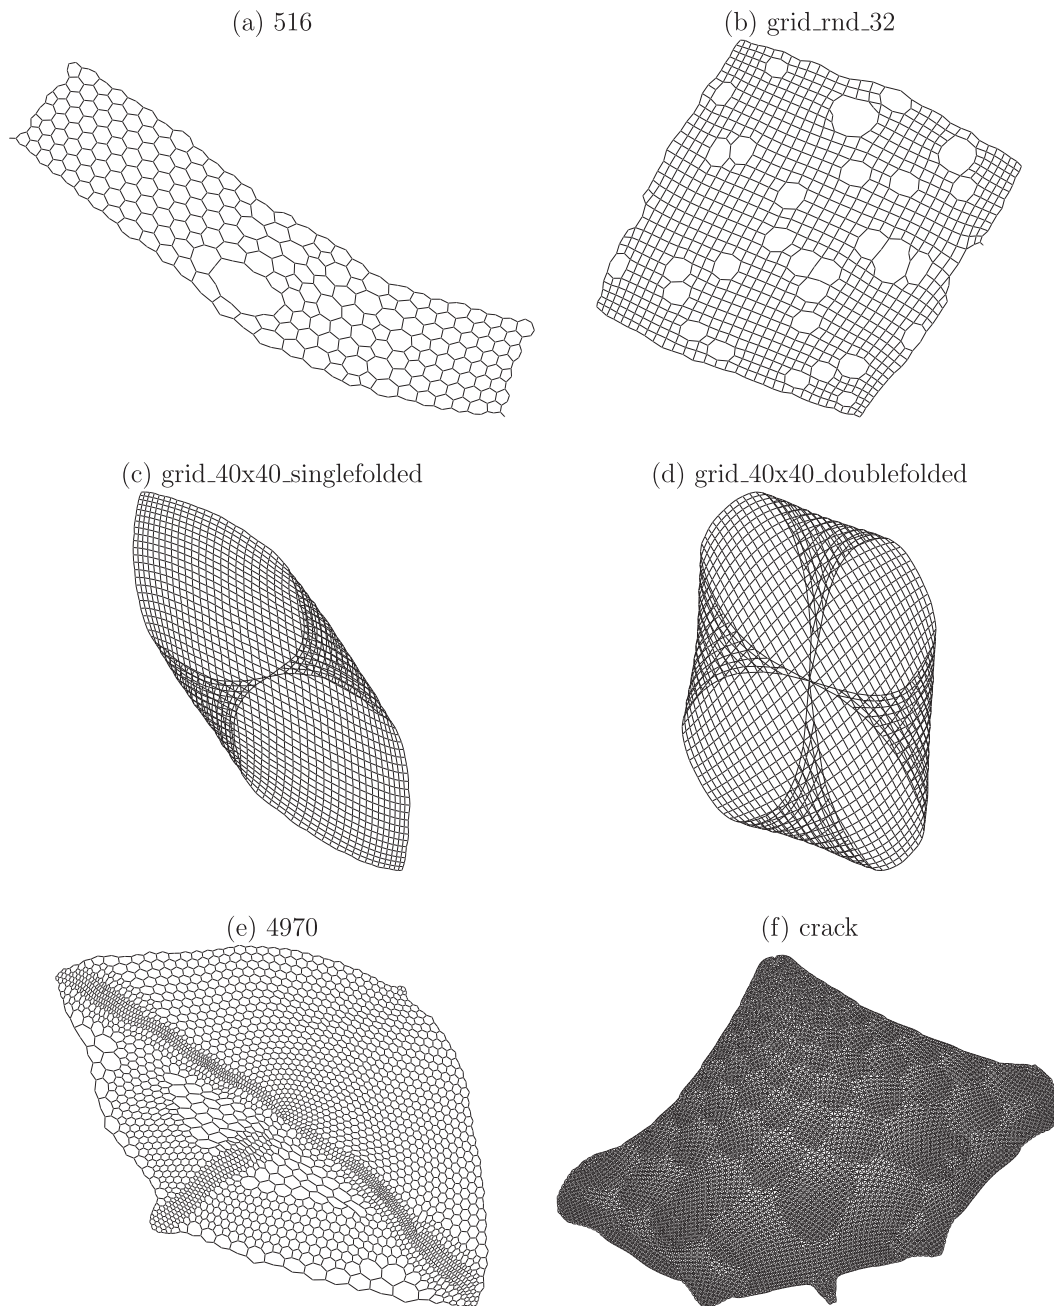 (a) 516
(b) grid_rnd_32
(c) grid_40x40_singlefolded
(d) grid_40x40_doublefolded
(e) 4970
(f) crack